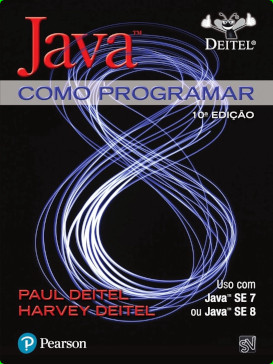 Java™
DEITEL®
COMO PROGRAMAR
10ª EDIÇÃO
PAUL DEITEL
HARVEY DEITEL
Uso com
Java™ SE 7
ou Java™ SE 8
Pearson